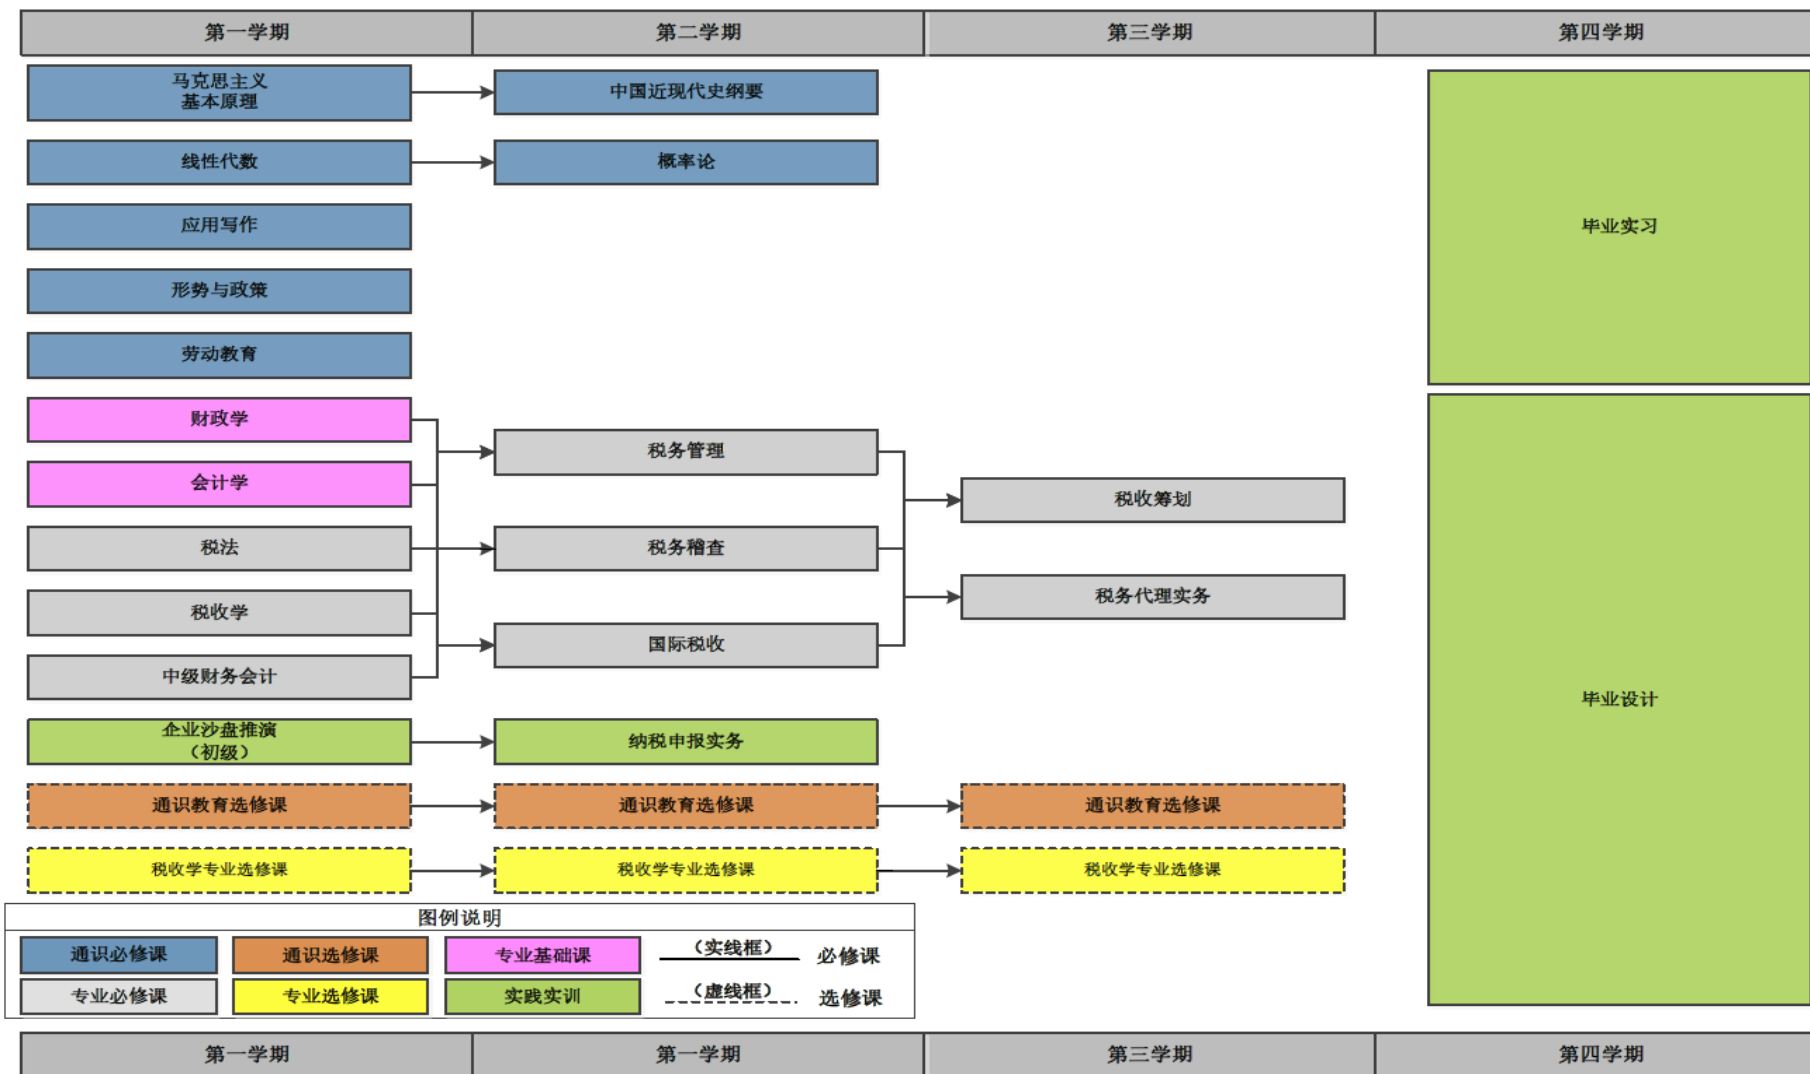 第一学期 第二学期 第三学期 第四学期
马克思主义
基本原理
中国近现代史纲要
线性代数
概率论
应用写作
毕业实习
形势与政策
劳动教育
财政学
税务管理
会计学
税收筹划
税法
税务稽查
税务代理实务
税收学
国际税收
中级财务会计
毕业设计
企业沙盘推演
（初级）
纳税申报实务
通识教育选修课 通识教育选修课 通识教育选修课
税收学专业选修课 税收学专业选修课 税收学专业选修课
图例说明
通识必修课 通识选修课 专业基础课 （实线框） 必修课
专业必修课 专业选修课 实践实训 （虚线框） 选修课
第一学期 第一学期 第三学期 第四学期